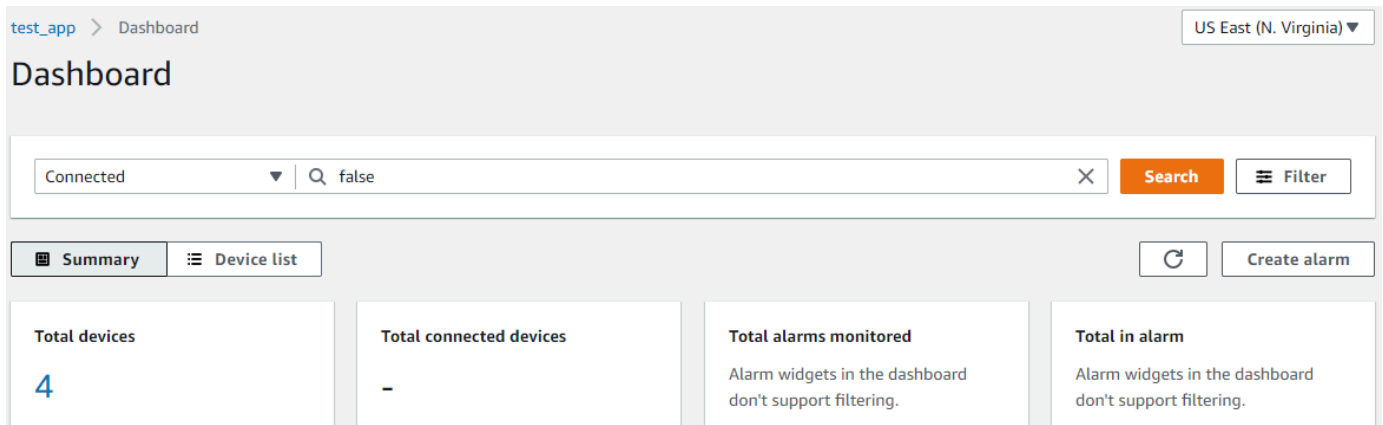 test_app > Dashboard
US East (N. Virginia)
Dashboard
Connected
false
Search
Filter
Summary
Device list
Create alarm
Total devices
4
Total connected devices
-
Total alarms monitored
Alarm widgets in the dashboard
don't support filtering.
Total in alarm
Alarm widgets in the dashboard
don't support filtering.